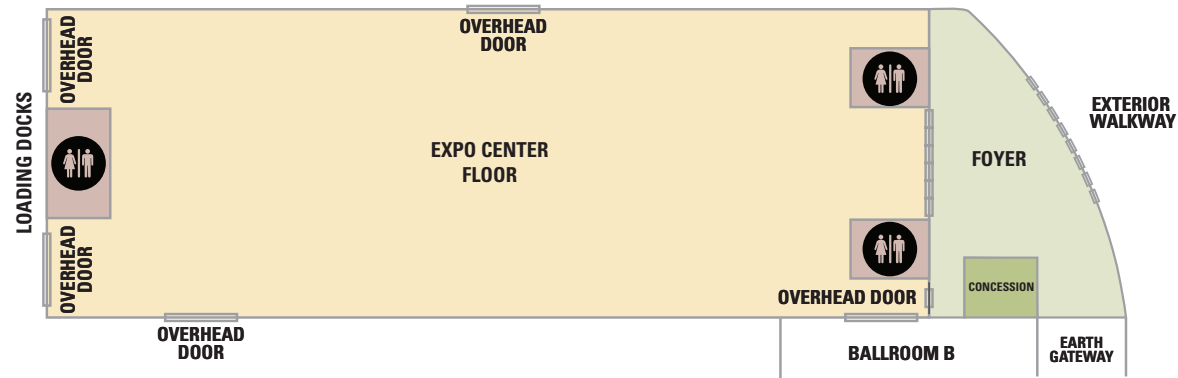 OVERHEAD
DOOR
OVERHEAD
DOOR
LOADING DOCKS
EXPO CENTER
FLOOR
FOYER
EXTERIOR
WALKWAY
OVERHEAD
DOOR
OVERHEAD DOOR
CONCESSION
OVERHEAD
DOOR
BALLROOM B
EARTH
GATEWAY